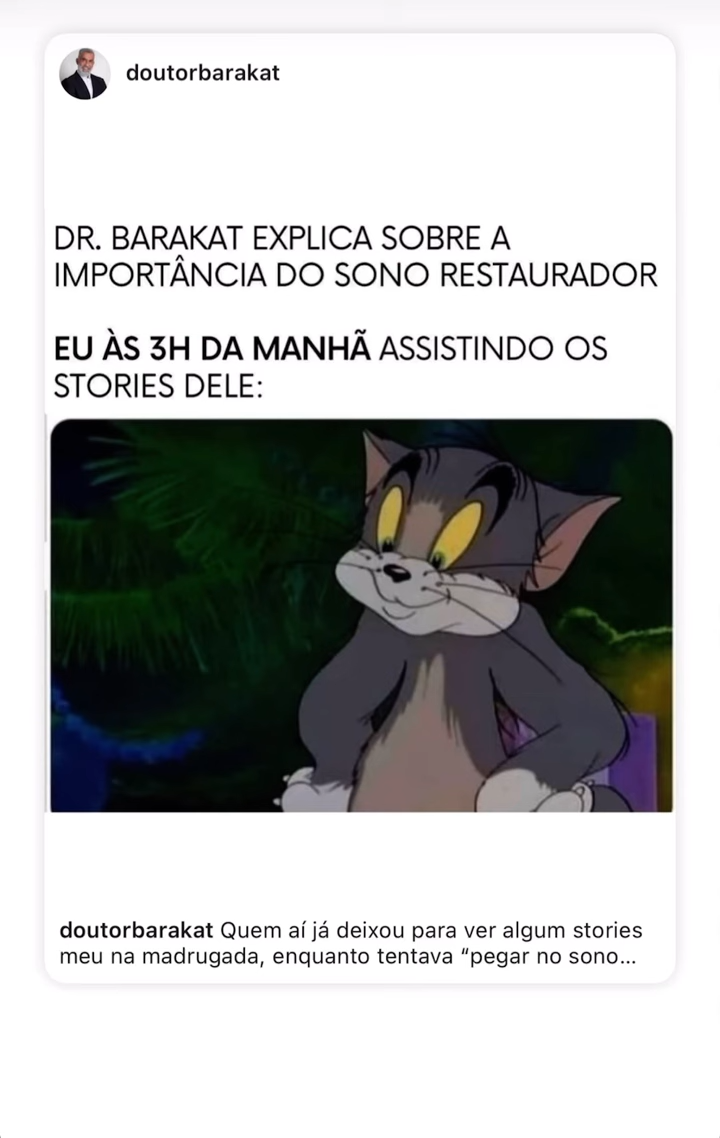 doutorbarakat
DR. BARAKAT EXPLICA SOBRE A
IMPORTÂNCIA DO SONO RESTAURADOR
EU ÀS 3H DA MANHÃ ASSISTINDO OS
STORIES DELE:
doutorbarakat Quem aí já deixou para ver algum stories
meu na madrugada, enquanto tentava “pegar no sono...